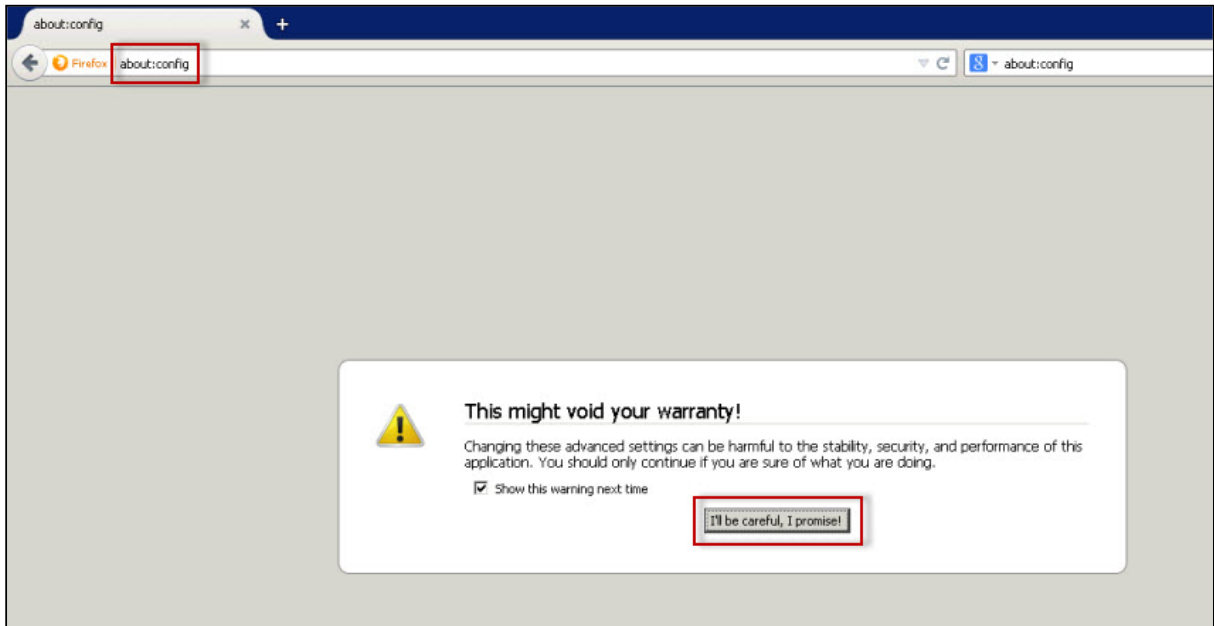 about:config
Firefox about:config
8 about:config
This might void your warranty!
Changing these advanced settings can be harmful to the stability, security, and performance of this
application. You should only continue if you are sure of what you are doing.
Show this warning next time
I'll be careful, I promise!